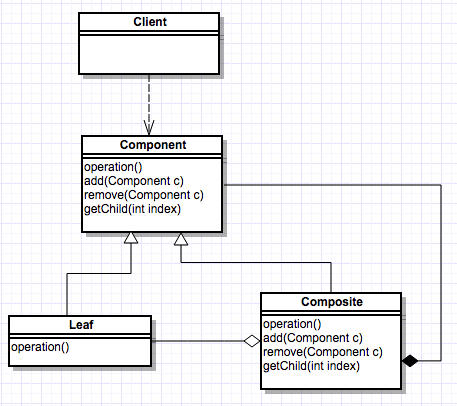 Client
Component
operation()
add(Component c)
remove(Component c)
getChild(int index)
Leaf
operation()
Composite
operation()
add(Component c)
remove(Component c)
getChild(int index)